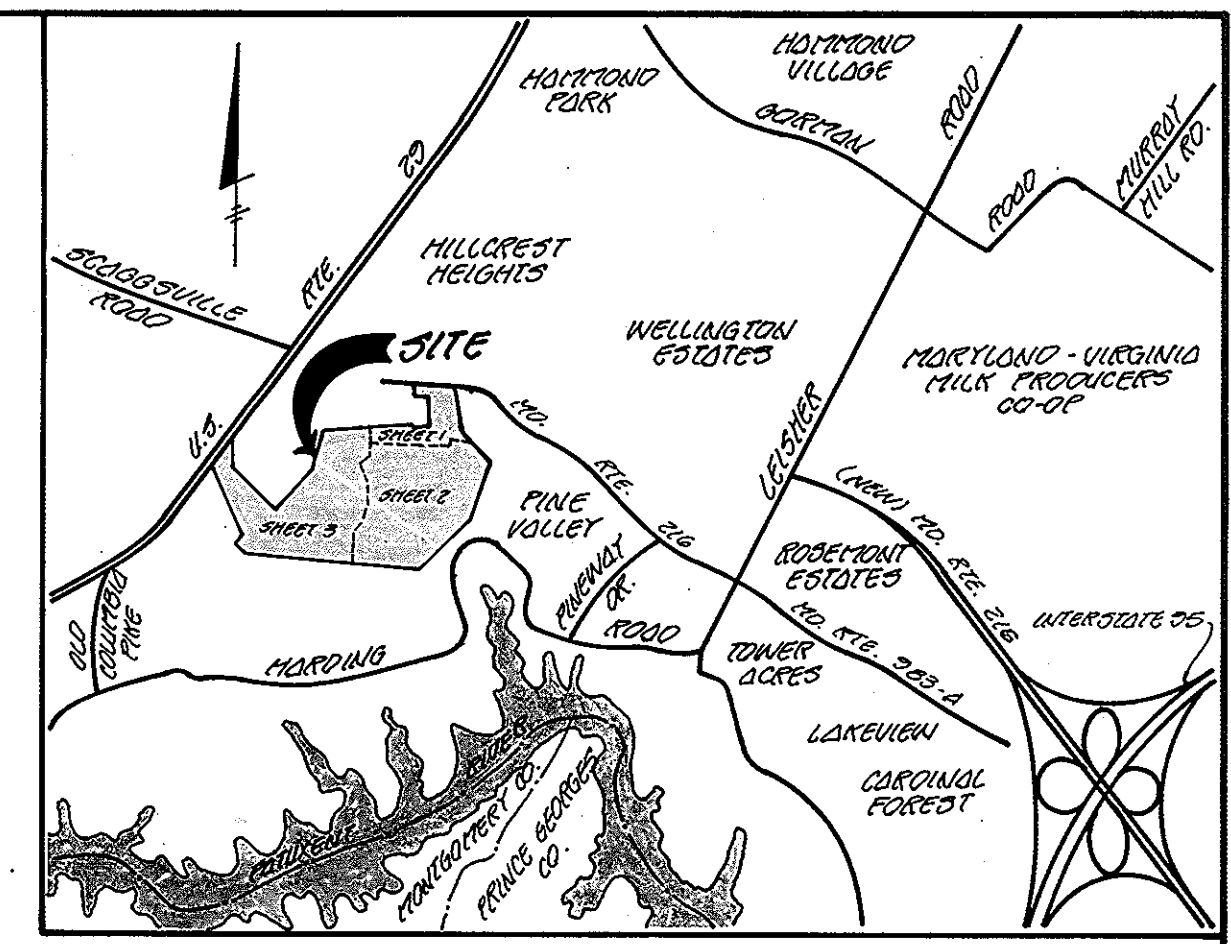 HAMMOND
VILLAGE
HAMMOND
PARK
GORMAN
ROAD
ROAD
MURRAY
HILL RD.
29
RTE.
U.S.
SCAGGSVILLE
ROAD
HILLCREST
HEIGHTS
SITE
WELLINGTON
ESTATES
MARYLAND - VIRGINIA
MILK PRODUCERS
CO-OP
LEISHER
SHEET 1
SHEET 2
SHEET 3
MD.
RTE.
216
PINE
VALLEY
PINEWAY
DR.
(NEW) MD. RTE. 216
ROSEMONT
ESTATES
INTERSTATE 95
OLD
COLUMBIA
PIKE
HARDING
ROAD
MD. RTE. 983-A
TOWER
ACRES
LAKEVIEW
CARDINAL
FOREST
PATUXENT
RIVER
MONTGOMERY CO.
PRINCE GEORGES
CO.